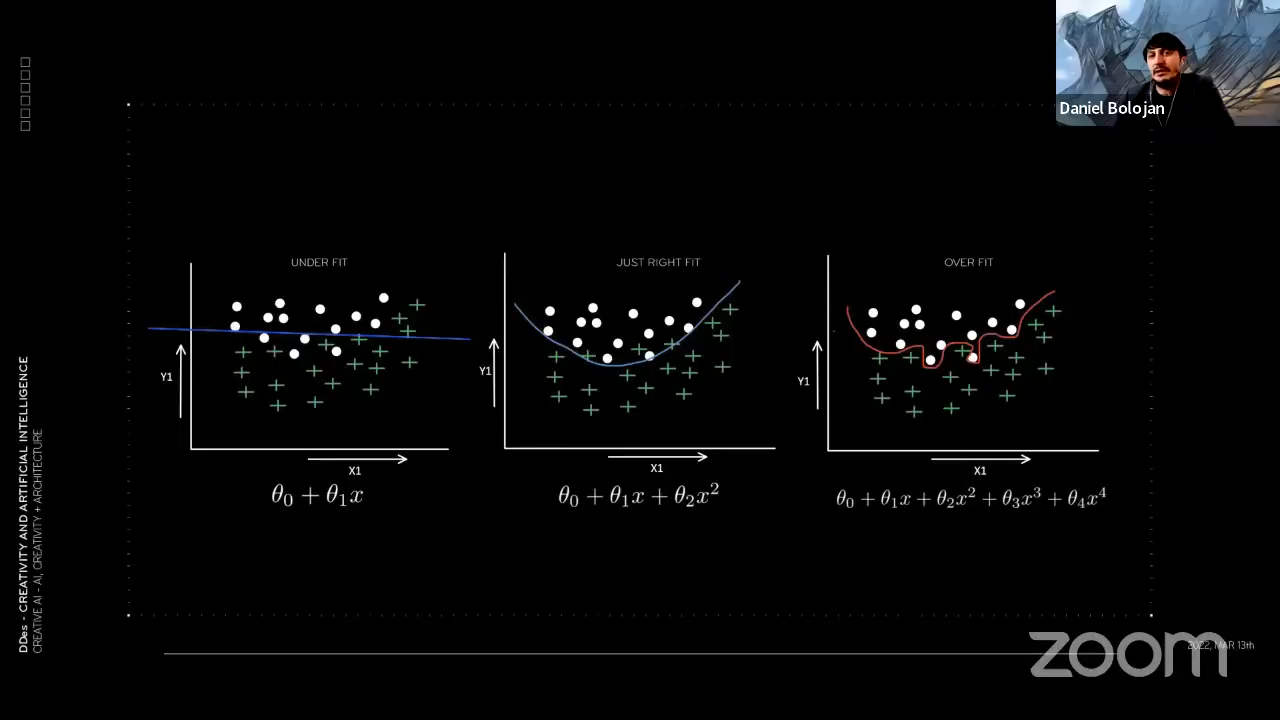 Daniel Bolojan
UNDER FIT
JUST RIGHT FIT
OVER FIT
Y1
Y1
Y1
X1
X1
X1
θ₀ + θ₁x
θ₀ + θ₁x + θ₂x²
θ₀ + θ₁x + θ₂x² + θ₃x³ + θ₄x⁴
DDes - CREATIVITY AND ARTIFICIAL INTELLIGENCE
CREATIVE AI - AI, CREATIVITY + ARCHITECTURE
2022, MAR 13th
zoom